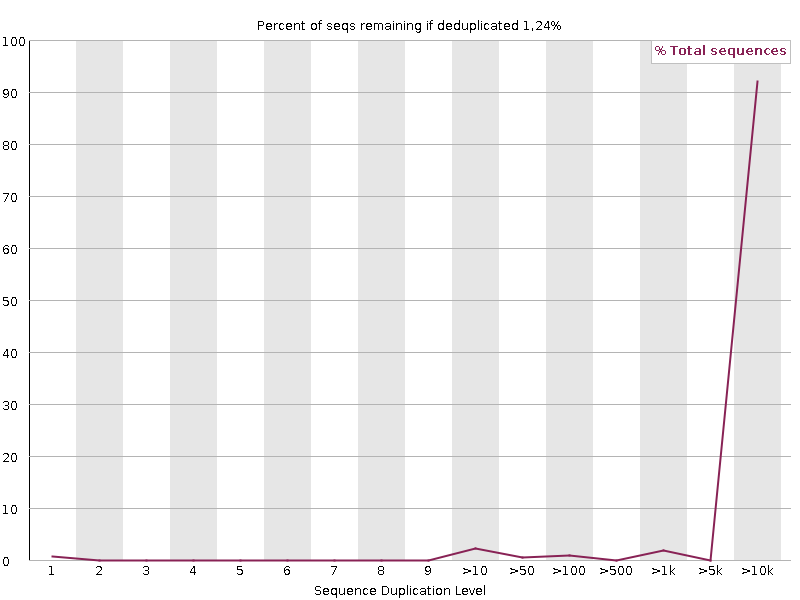 Percent of seqs remaining if deduplicated 1,24%
% Total sequences
100
90
80
70
60
50
40
30
20
10
0
1 2 3 4 5 6 7 8 9 >10 >50 >100 >500 >1k >5k >10k
Sequence Duplication Level